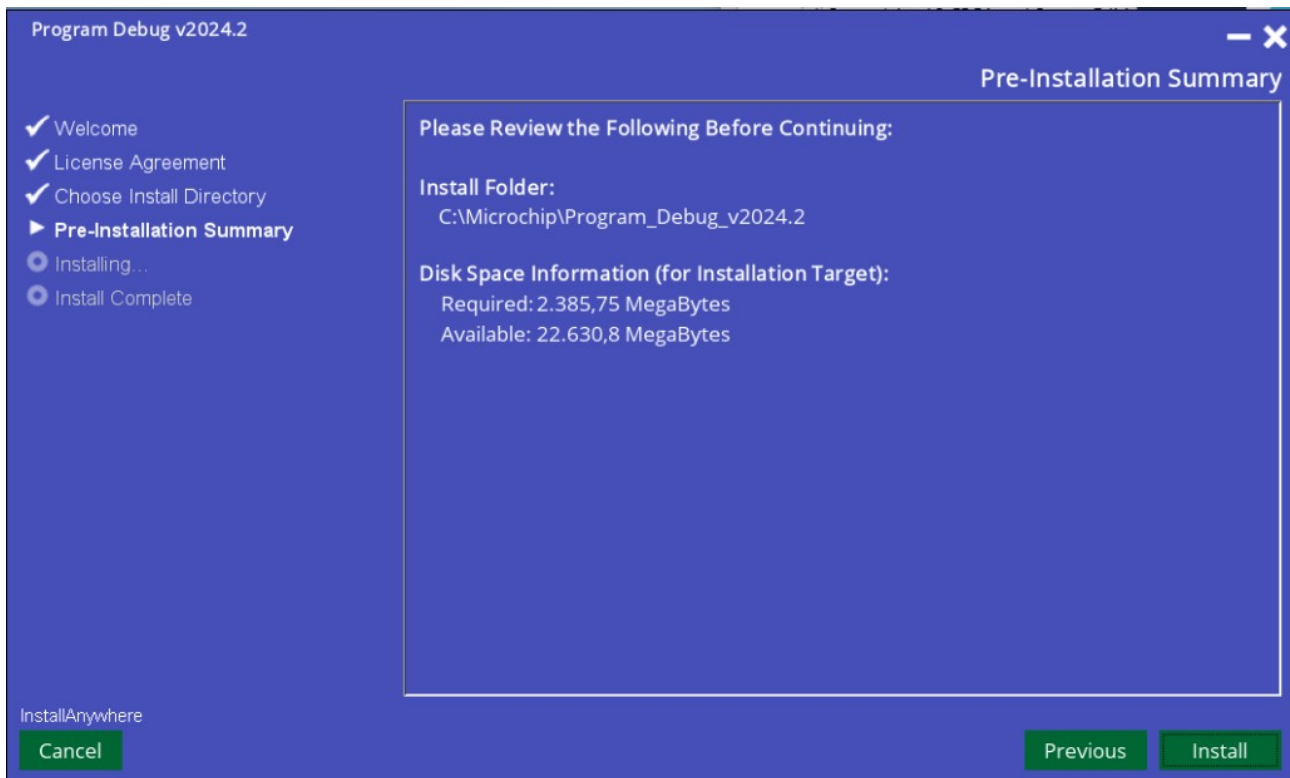 Program Debug v2024.2
Pre-Installation Summary
Welcome
License Agreement
Choose Install Directory
Pre-Installation Summary
Installing...
Install Complete
Please Review the Following Before Continuing:
Install Folder:
C:\Microchip\Program_Debug_v2024.2
Disk Space Information (for Installation Target):
Required: 2.385,75 MegaBytes
Available: 22.630,8 MegaBytes
InstallAnywhere
Cancel
Previous
Install